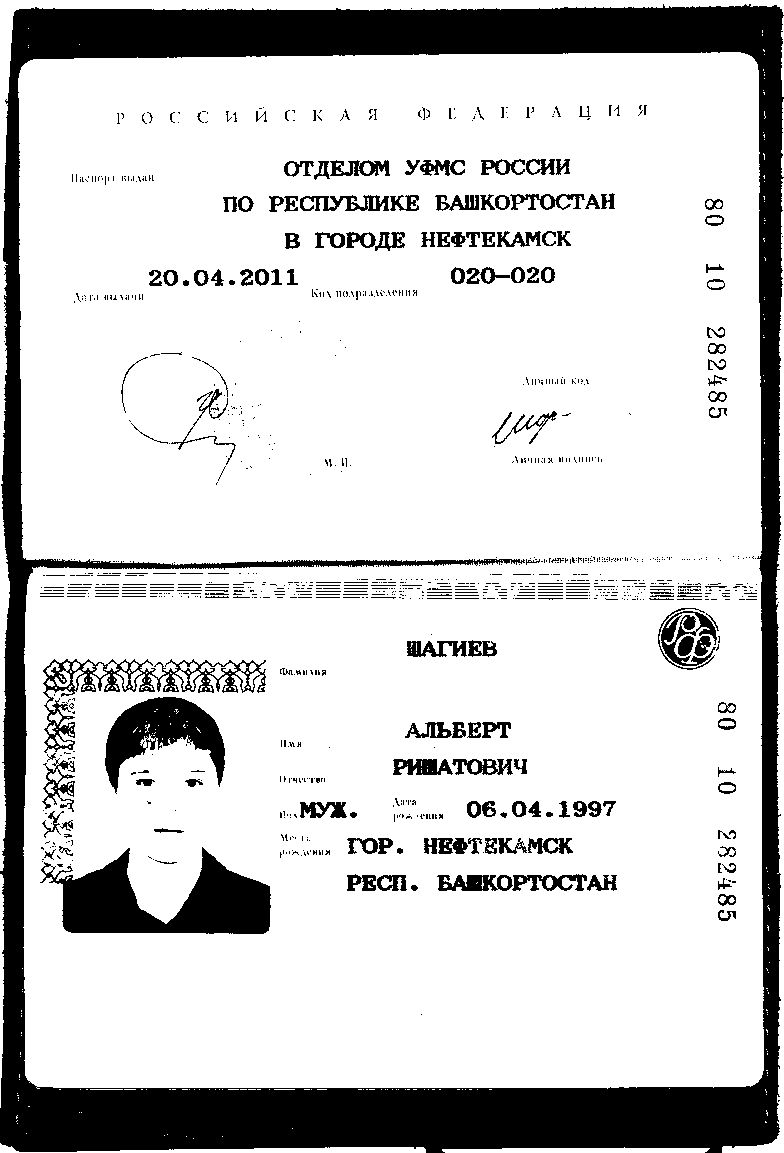 РОССИЙСКАЯ ФЕДЕРАЦИЯ
Паспорт выдан ОТДЕЛОМ УФМС РОССИИ
ПО РЕСПУБЛИКЕ БАШКОРТОСТАН
В ГОРОДЕ НЕФТЕКАМСК
Дата выдачи 20.04.2011 Код подразделения 020-020
Личный код
М. П.
Личная подпись
80 10 282485
ШАГИЕВ
Фамилия
Имя АЛЬБЕРТ
Отчество РИШАТОВИЧ
Пол МУЖ. Дата рождения 06.04.1997
Место рождения ГОР. НЕФТЕКАМСК
РЕСП. БАШКОРТОСТАН
80 10 282485